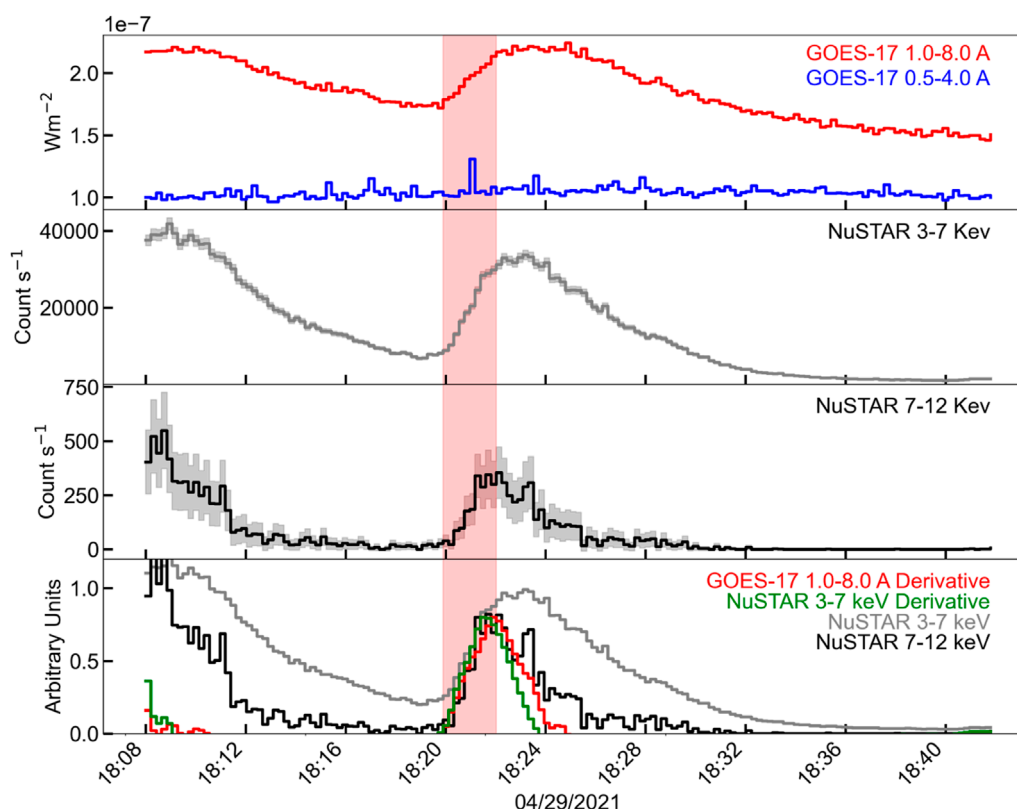 1e-7
GOES-17 1.0-8.0 A
GOES-17 0.5-4.0 A
2.0
1.5
1.0
Wm⁻²
NuSTAR 3-7 Kev
40000
20000
Count s⁻¹
NuSTAR 7-12 Kev
750
500
250
0
Count s⁻¹
GOES-17 1.0-8.0 A Derivative
NuSTAR 3-7 keV Derivative
NuSTAR 3-7 keV
NuSTAR 7-12 keV
1.0
0.5
0.0
Arbitrary Units
18:08 18:12 18:16 18:20 18:24 18:28 18:32 18:36 18:40
04/29/2021